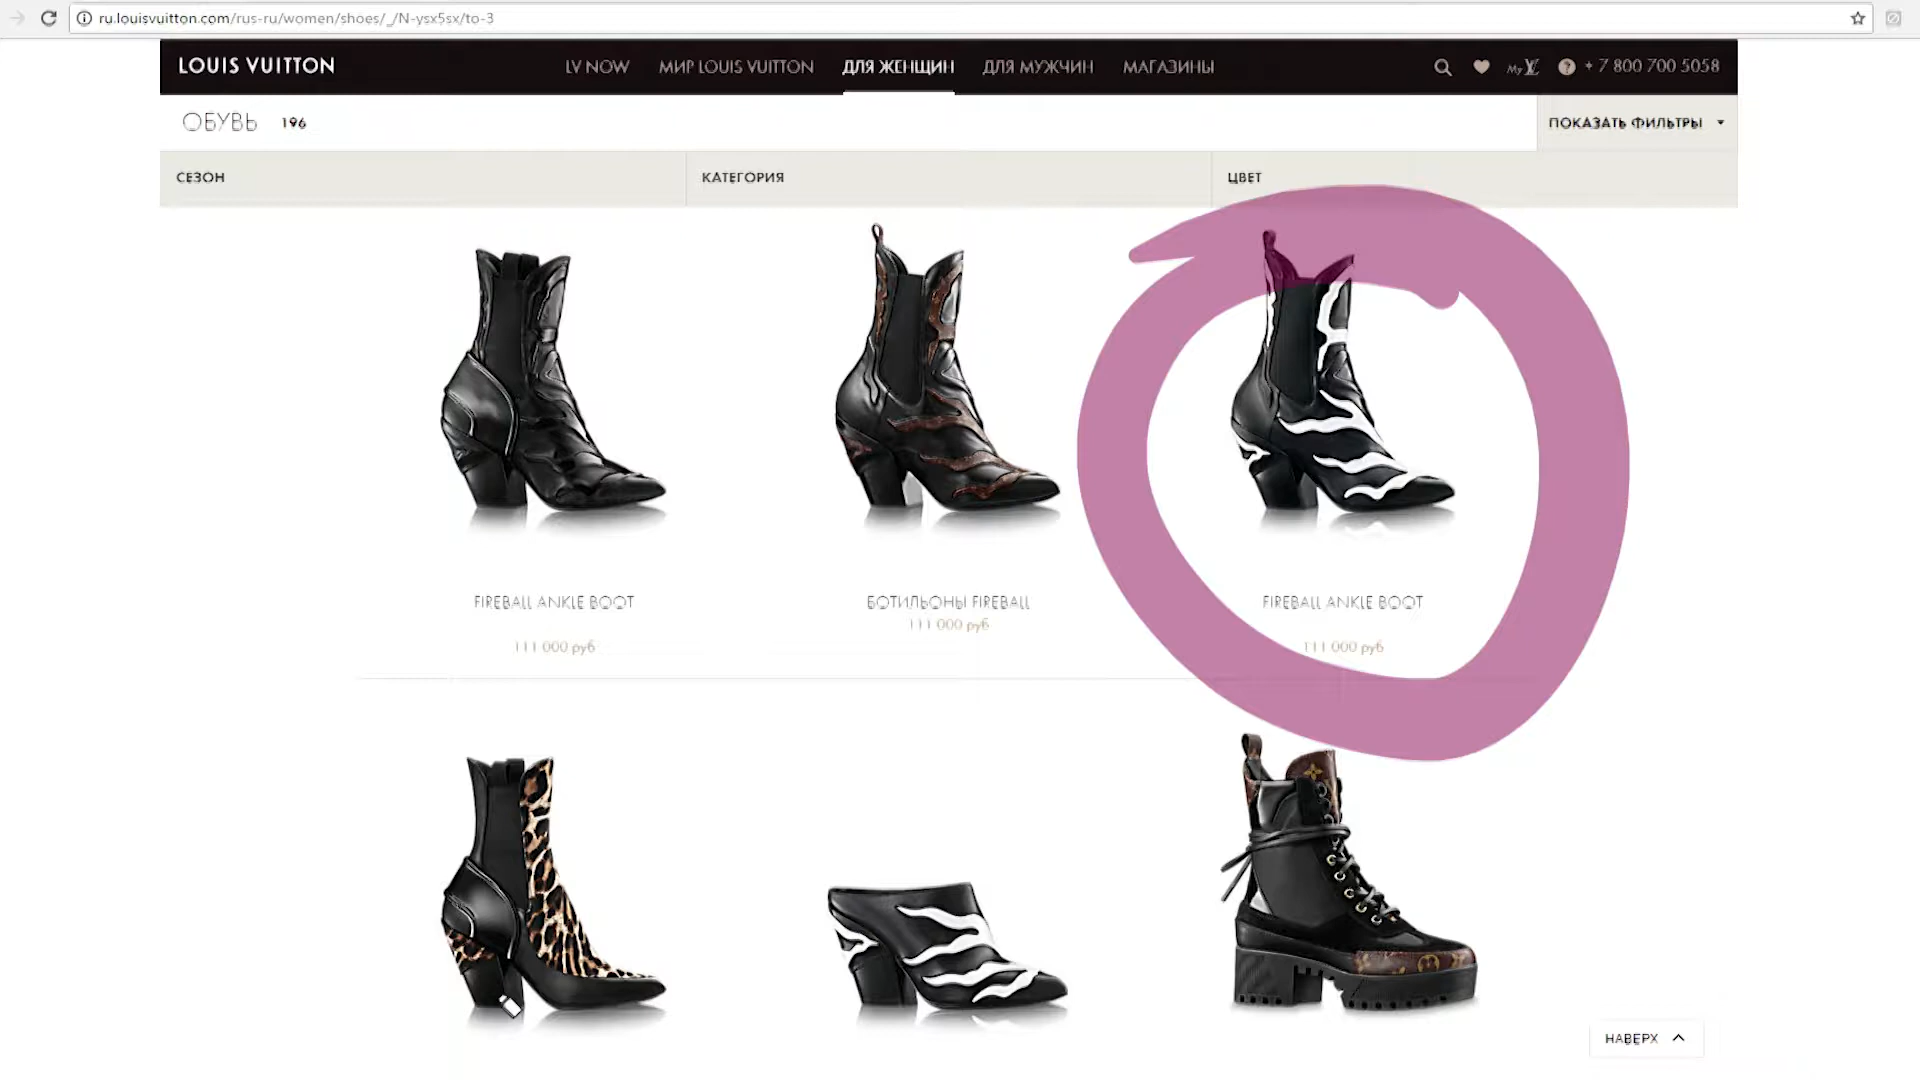 ru.louisvuitton.com/rus-ru/women/shoes/_/N-ysx5sx/to-3
LOUIS VUITTON LV NOW МИР LOUIS VUITTON ДЛЯ ЖЕНЩИН ДЛЯ МУЖЧИН МАГАЗИНЫ My LV ? + 7 800 700 5058
ОБУВЬ 196 ПОКАЗАТЬ ФИЛЬТРЫ
СЕЗОН КАТЕГОРИЯ ЦВЕТ
FIREBALL ANKLE BOOT
111 000 руб
БОТИЛЬОНЫ FIREBALL
111 000 руб
FIREBALL ANKLE BOOT
111 000 руб
НАВЕРХ